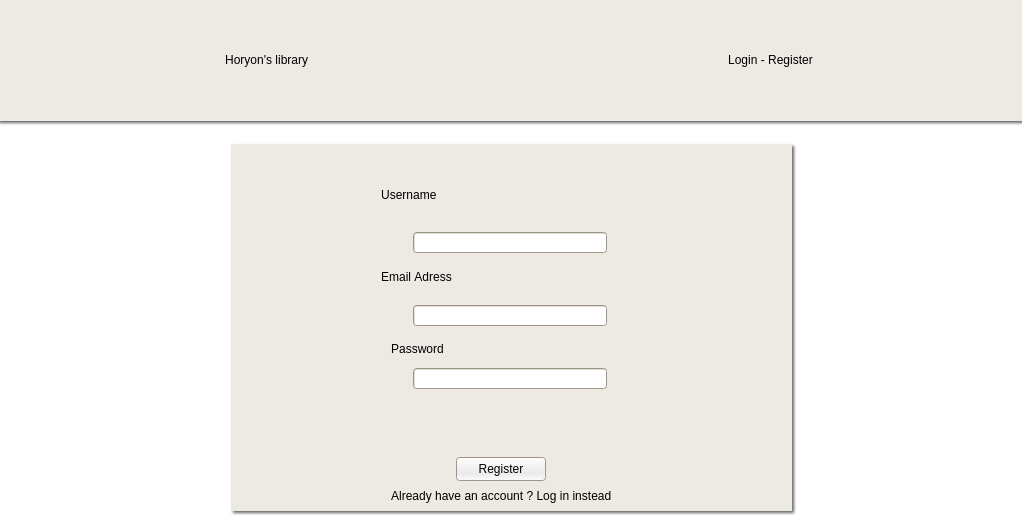 Horyon's library
Login - Register
Username
Email Adress
Password
Register
Already have an account ? Log in instead